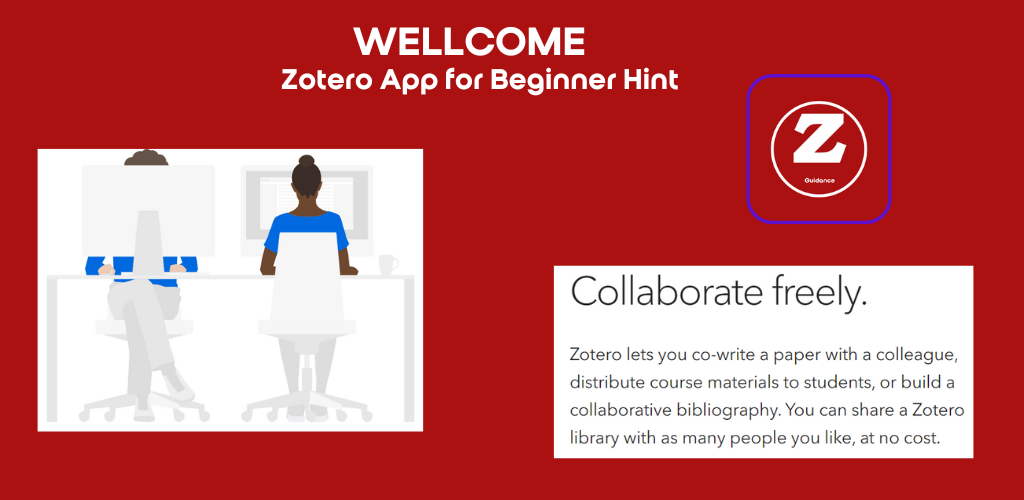 WELLCOME
Zotero App for Beginner Hint
Z
Guidance
Collaborate freely.
Zotero lets you co-write a paper with a colleague,
distribute course materials to students, or build a
collaborative bibliography. You can share a Zotero
library with as many people you like, at no cost.